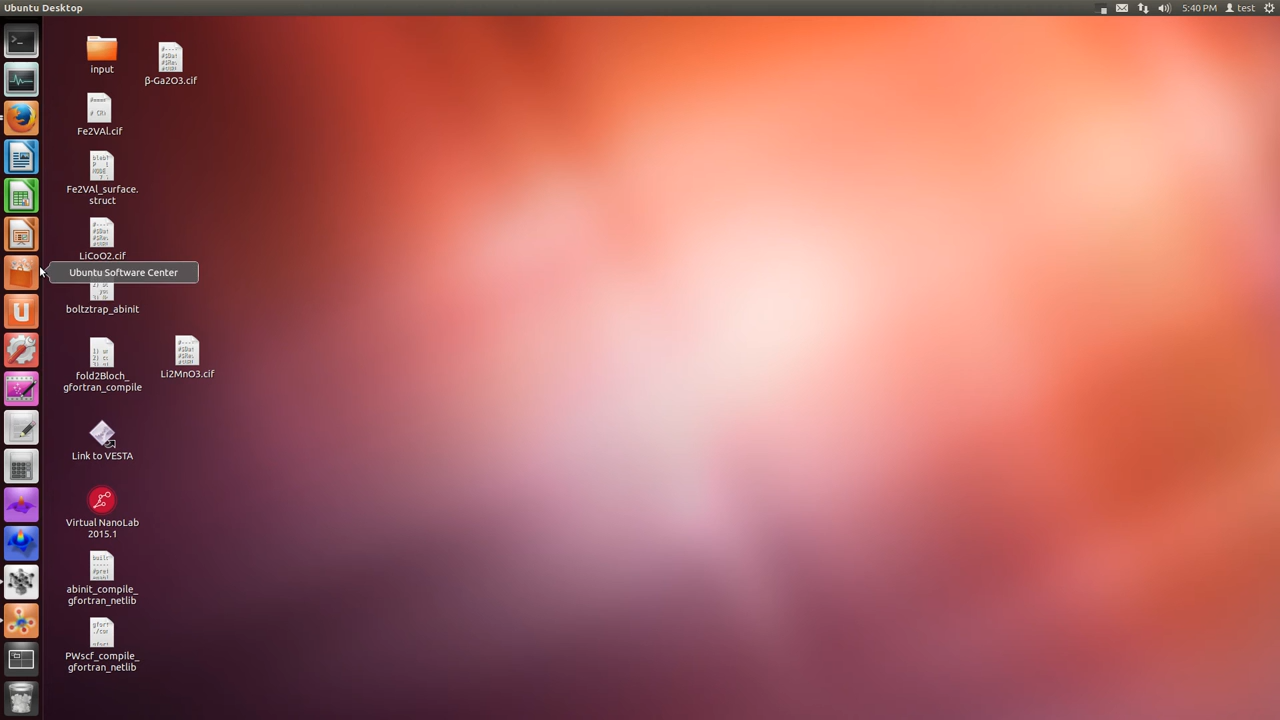 Ubuntu Desktop
5:40 PM
test
input
β-Ga2O3.cif
Fe2VAl.cif
Fe2VAl_surface.
struct
LiCoO2.cif
Ubuntu Software Center
boltztrap_abinit
fold2Bloch_
gfortran_compile
Li2MnO3.cif
Link to VESTA
Virtual NanoLab
2015.1
abinit_compile_
gfortran_netlib
PWscf_compile_
gfortran_netlib